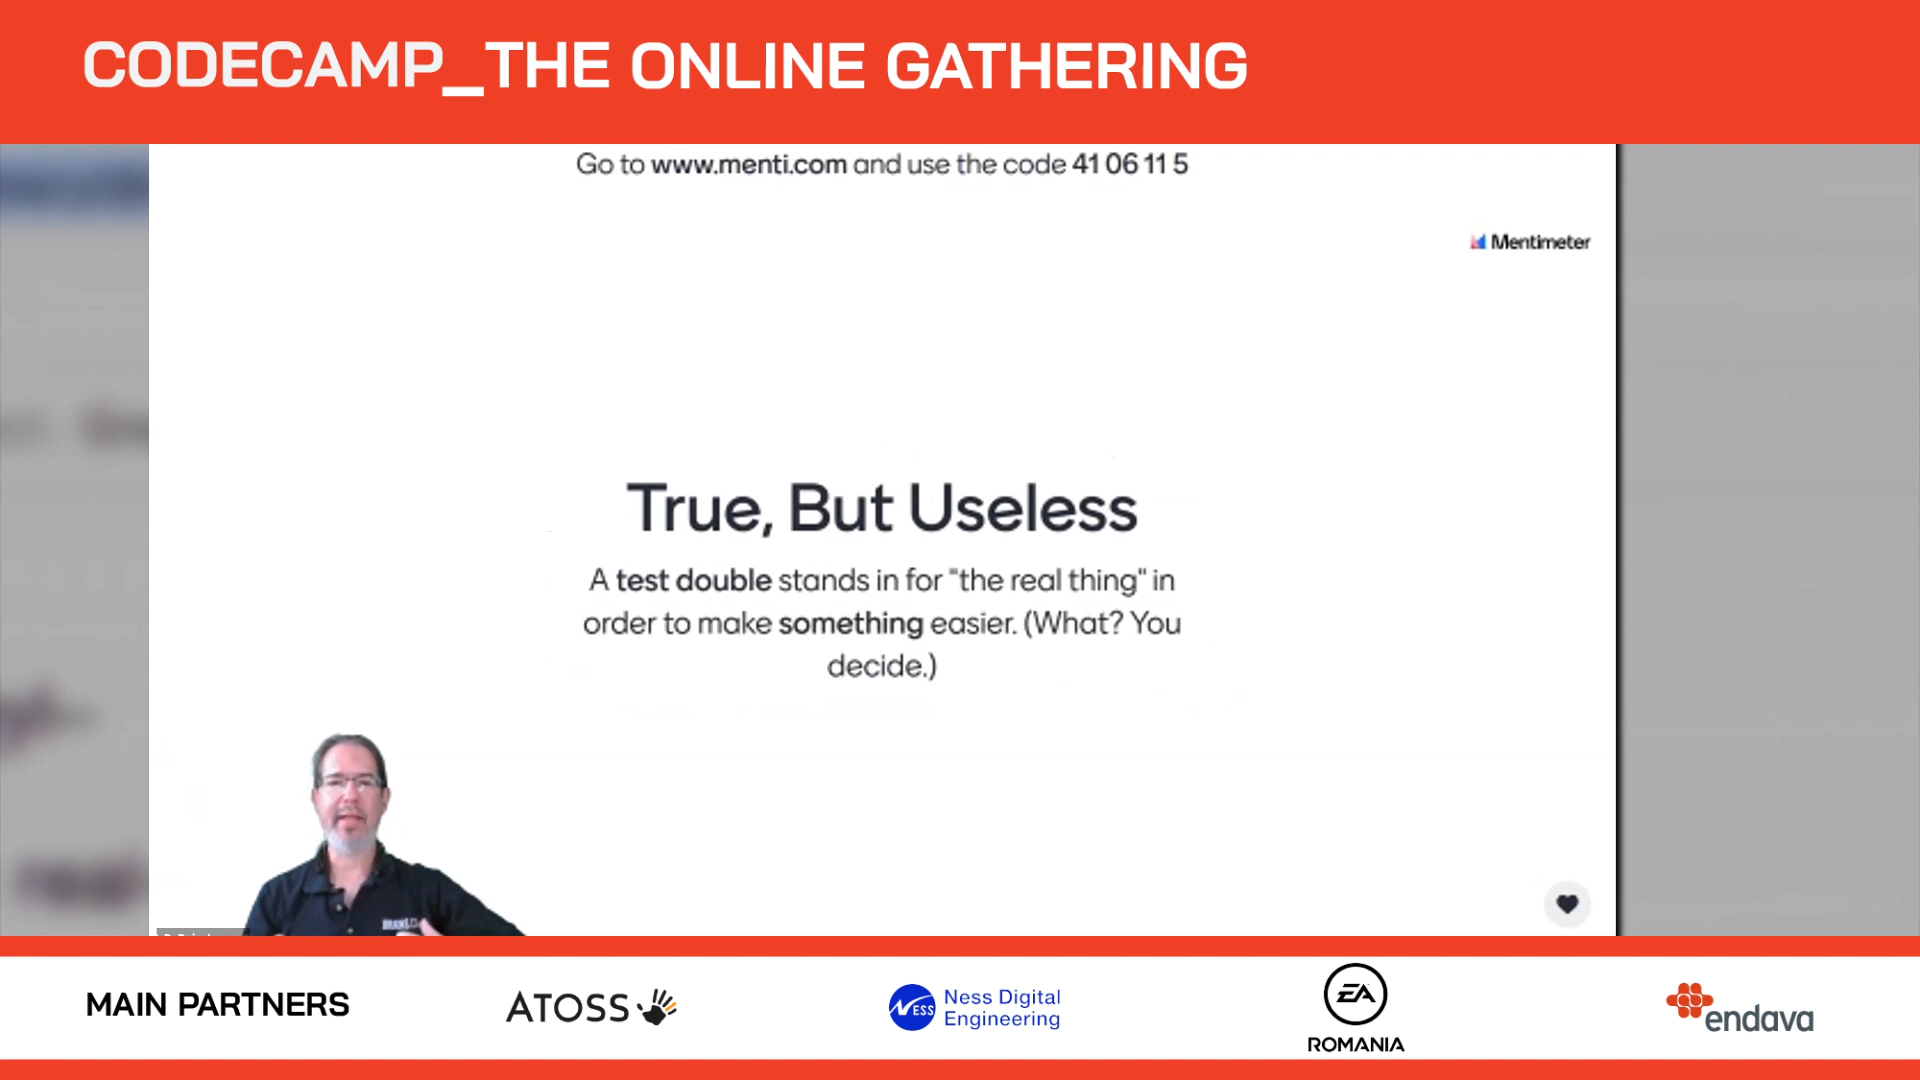 CODECAMP_THE ONLINE GATHERING
Go to www.menti.com and use the code 41 06 11 5
Mentimeter
True, But Useless
A test double stands in for "the real thing" in
order to make something easier. (What? You
decide.)
MAIN PARTNERS
ATOSS
NESS
Ness Digital
Engineering
EA
ROMANIA
endava